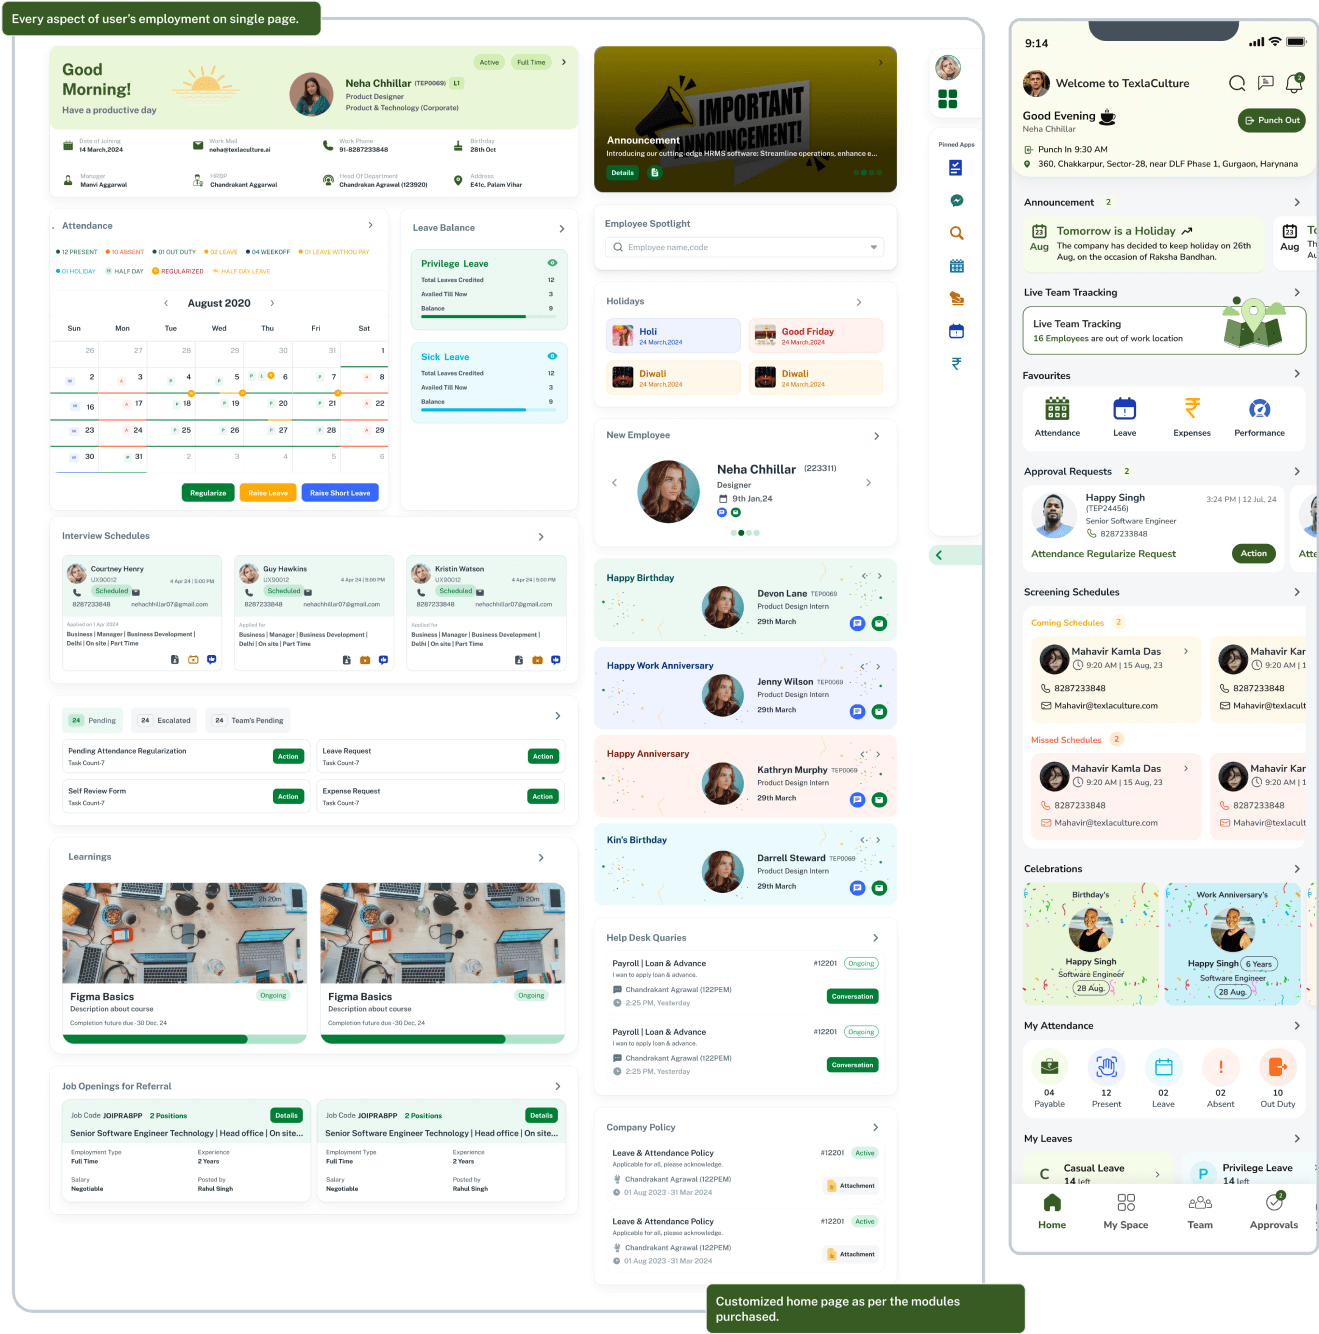 Every aspect of user's employment on single page.
Good
Morning!
Have a productive day
Active
Full Time
Neha Chhillar (TEP0069) L1
Product Designer
Product & Technology (Corporate)
Date of Joining
14 March,2024
Work Mail
neha@texlaculture.ai
Work Phone
91-8287233848
Birthday
28th Oct
Manager
Manvi Aggarwal
HRBP
Chandrakant Aggarwal
Head Of Department
Chandrakan Agrawal (123920)
Address
E41c, Palam Vihar
Attendance
12 PRESENT 10 ABSENT 01 OUT DUTY 02 LEAVE 04 WEEKOFF 01 LEAVE WITHOU PAY
01 HOLIDAY HALF DAY REGULARIZED HALF DAY LEAVE
August 2020
Sun Mon Tue Wed Thu Fri Sat
26 27 28 29 30 31 1
W 2 A 3 P 4 P 5 P L 6 P 7 A 8
W 16 A 17 P 18 P 19 P 20 P 21 A 22
W 23 A 24 P 25 P 26 P 27 P 28 A 29
W 30 P 31 2 3 4 5 6
Regularize
Raise Leave
Raise Short Leave
Leave Balance
Privilege Leave
Total Leaves Credited 12
Availed Till Now 3
Balance 9
Sick Leave
Total Leaves Credited 12
Availed Till Now 3
Balance 9
Interview Schedules
Courtney Henry
UX90012
4 Apr 24 | 5:00 PM
Scheduled
8287233848 nehachhillar07@gmail.com
Applied on 1 Apr 2024
Business | Manager | Business Development |
Delhi | On site | Part Time
Guy Hawkins
UX90012
4 Apr 24 | 5:00 PM
Scheduled
8287233848 nehachhillar07@gmail.com
Applied for
Business | Manager | Business Development |
Delhi | On site | Part Time
Kristin Watson
UX90012
4 Apr 24 | 5:00 PM
Scheduled
8287233848 nehachhillar07@gmail.com
Applied for
Business | Manager | Business Development |
Delhi | On site | Part Time
24 Pending
24 Escalated
24 Team's Pending
Pending Attendance Regularization
Task Count-7
Action
Leave Request
Task Count-7
Action
Self Review Form
Task Count-7
Action
Expense Request
Task Count-7
Action
Learnings
2h 20m
Figma Basics
Ongoing
Description about course
Completion future due-30 Dec, 24
2h 20m
Figma Basics
Ongoing
Description about course
Completion future due-30 Dec, 24
Job Openings for Referral
Job Code JOIPRA8PP 2 Positions
Details
Senior Software Engineer Technology | Head office | On site...
Employment Type
Full Time
Experience
2 Years
Salary
Negotiable
Posted by
Rahul Singh
Job Code JOIPRA8PP 2 Positions
Details
Senior Software Engineer Technology | Head office | On site...
Employment Type
Full Time
Experience
2 Years
Salary
Negotiable
Posted by
Rahul Singh
IMPORTANT
ANNOUNCEMENT!
Announcement
Introducing our cutting-edge HRMS software: Streamline operations, enhance e...
Details
Employee Spotlight
Employee name,code
Holidays
Holi
24 March,2024
Good Friday
24 March,2024
Diwali
24 March,2024
Diwali
24 March,2024
New Employee
Neha Chhillar (223311)
Designer
9th Jan,24
Happy Birthday
Devon Lane TEP0069
Product Design Intern
29th March
Happy Work Anniversary
Jenny Wilson TEP0069
Product Design Intern
29th March
Happy Anniversary
Kathryn Murphy TEP0069
Product Design Intern
29th March
Kin's Birthday
Darrell Steward TEP0069
Product Design Intern
29th March
Help Desk Quaries
Payroll | Loan & Advance
#12201 Ongoing
I wan to apply loan & advance.
Chandrakant Agrawal (122PEM)
2:25 PM, Yesterday
Conversation
Payroll | Loan & Advance
#12201 Ongoing
I wan to apply loan & advance.
Chandrakant Agrawal (122PEM)
2:25 PM, Yesterday
Conversation
Company Policy
Leave & Attendance Policy
#12201 Active
Applicable for all, please acknowledge.
Chandrakant Agrawal (122PEM)
01 Aug 2023-31 Mar 2024
Attachment
Leave & Attendance Policy
#12201 Active
Applicable for all, please acknowledge.
Chandrakant Agrawal (122PEM)
01 Aug 2023-31 Mar 2024
Attachment
Pinned Apps
Customized home page as per the modules
purchased.
9:14
Welcome to TexlaCulture
2
Good Evening
Neha Chhillar
Punch Out
Punch In 9:30 AM
360, Chakkarpur, Sector-28, near DLF Phase 1, Gurgaon, Harynana
Announcement 2
23
Aug
Tomorrow is a Holiday
The company has decided to keep holiday on 26th
Aug, on the occasion of Raksha Bandhan.
23
Aug
Live Team Traacking
Live Team Tracking
16 Employees are out of work location
Favourites
Attendance
Leave
Expenses
Performance
Approval Requests 2
Happy Singh
(TEP24456)
3:24 PM | 12 Jul, 24
Senior Software Engineer
8287233848
Attendance Regularize Request
Action
Atte
Screening Schedules
Coming Schedules 2
Mahavir Kamla Das
9:20 AM | 15 Aug, 23
8287233848
Mahavir@texlaculture.com
Mahavir Kar
9:20 AM | 1
8287233848
Mahavir@texlacult
Missed Schedules 2
Mahavir Kamla Das
9:20 AM | 15 Aug, 23
8287233848
Mahavir@texlaculture.com
Mahavir Kar
9:20 AM | 1
8287233848
Mahavir@texlacult
Celebrations
Birthday's
Happy Singh
Software Engineer
28 Aug.
Work Anniversary's
Happy Singh 6 Years
Software Engineer
28 Aug.
My Attendance
04
Payable
12
Present
02
Leave
02
Absent
10
Out Duty
My Leaves
C
Casual Leave
14 left
P
Privilege Leave
14 left
Home
My Space
Team
2
Approvals